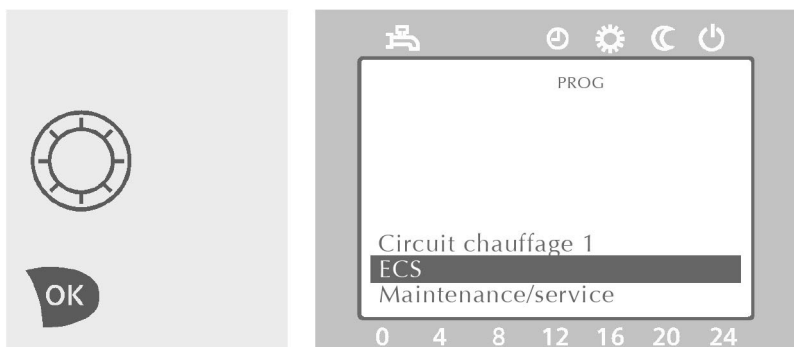 PROG
Circuit chauffage 1
ECS
OK
Maintenance/service
0 4 8 12 16 20 24